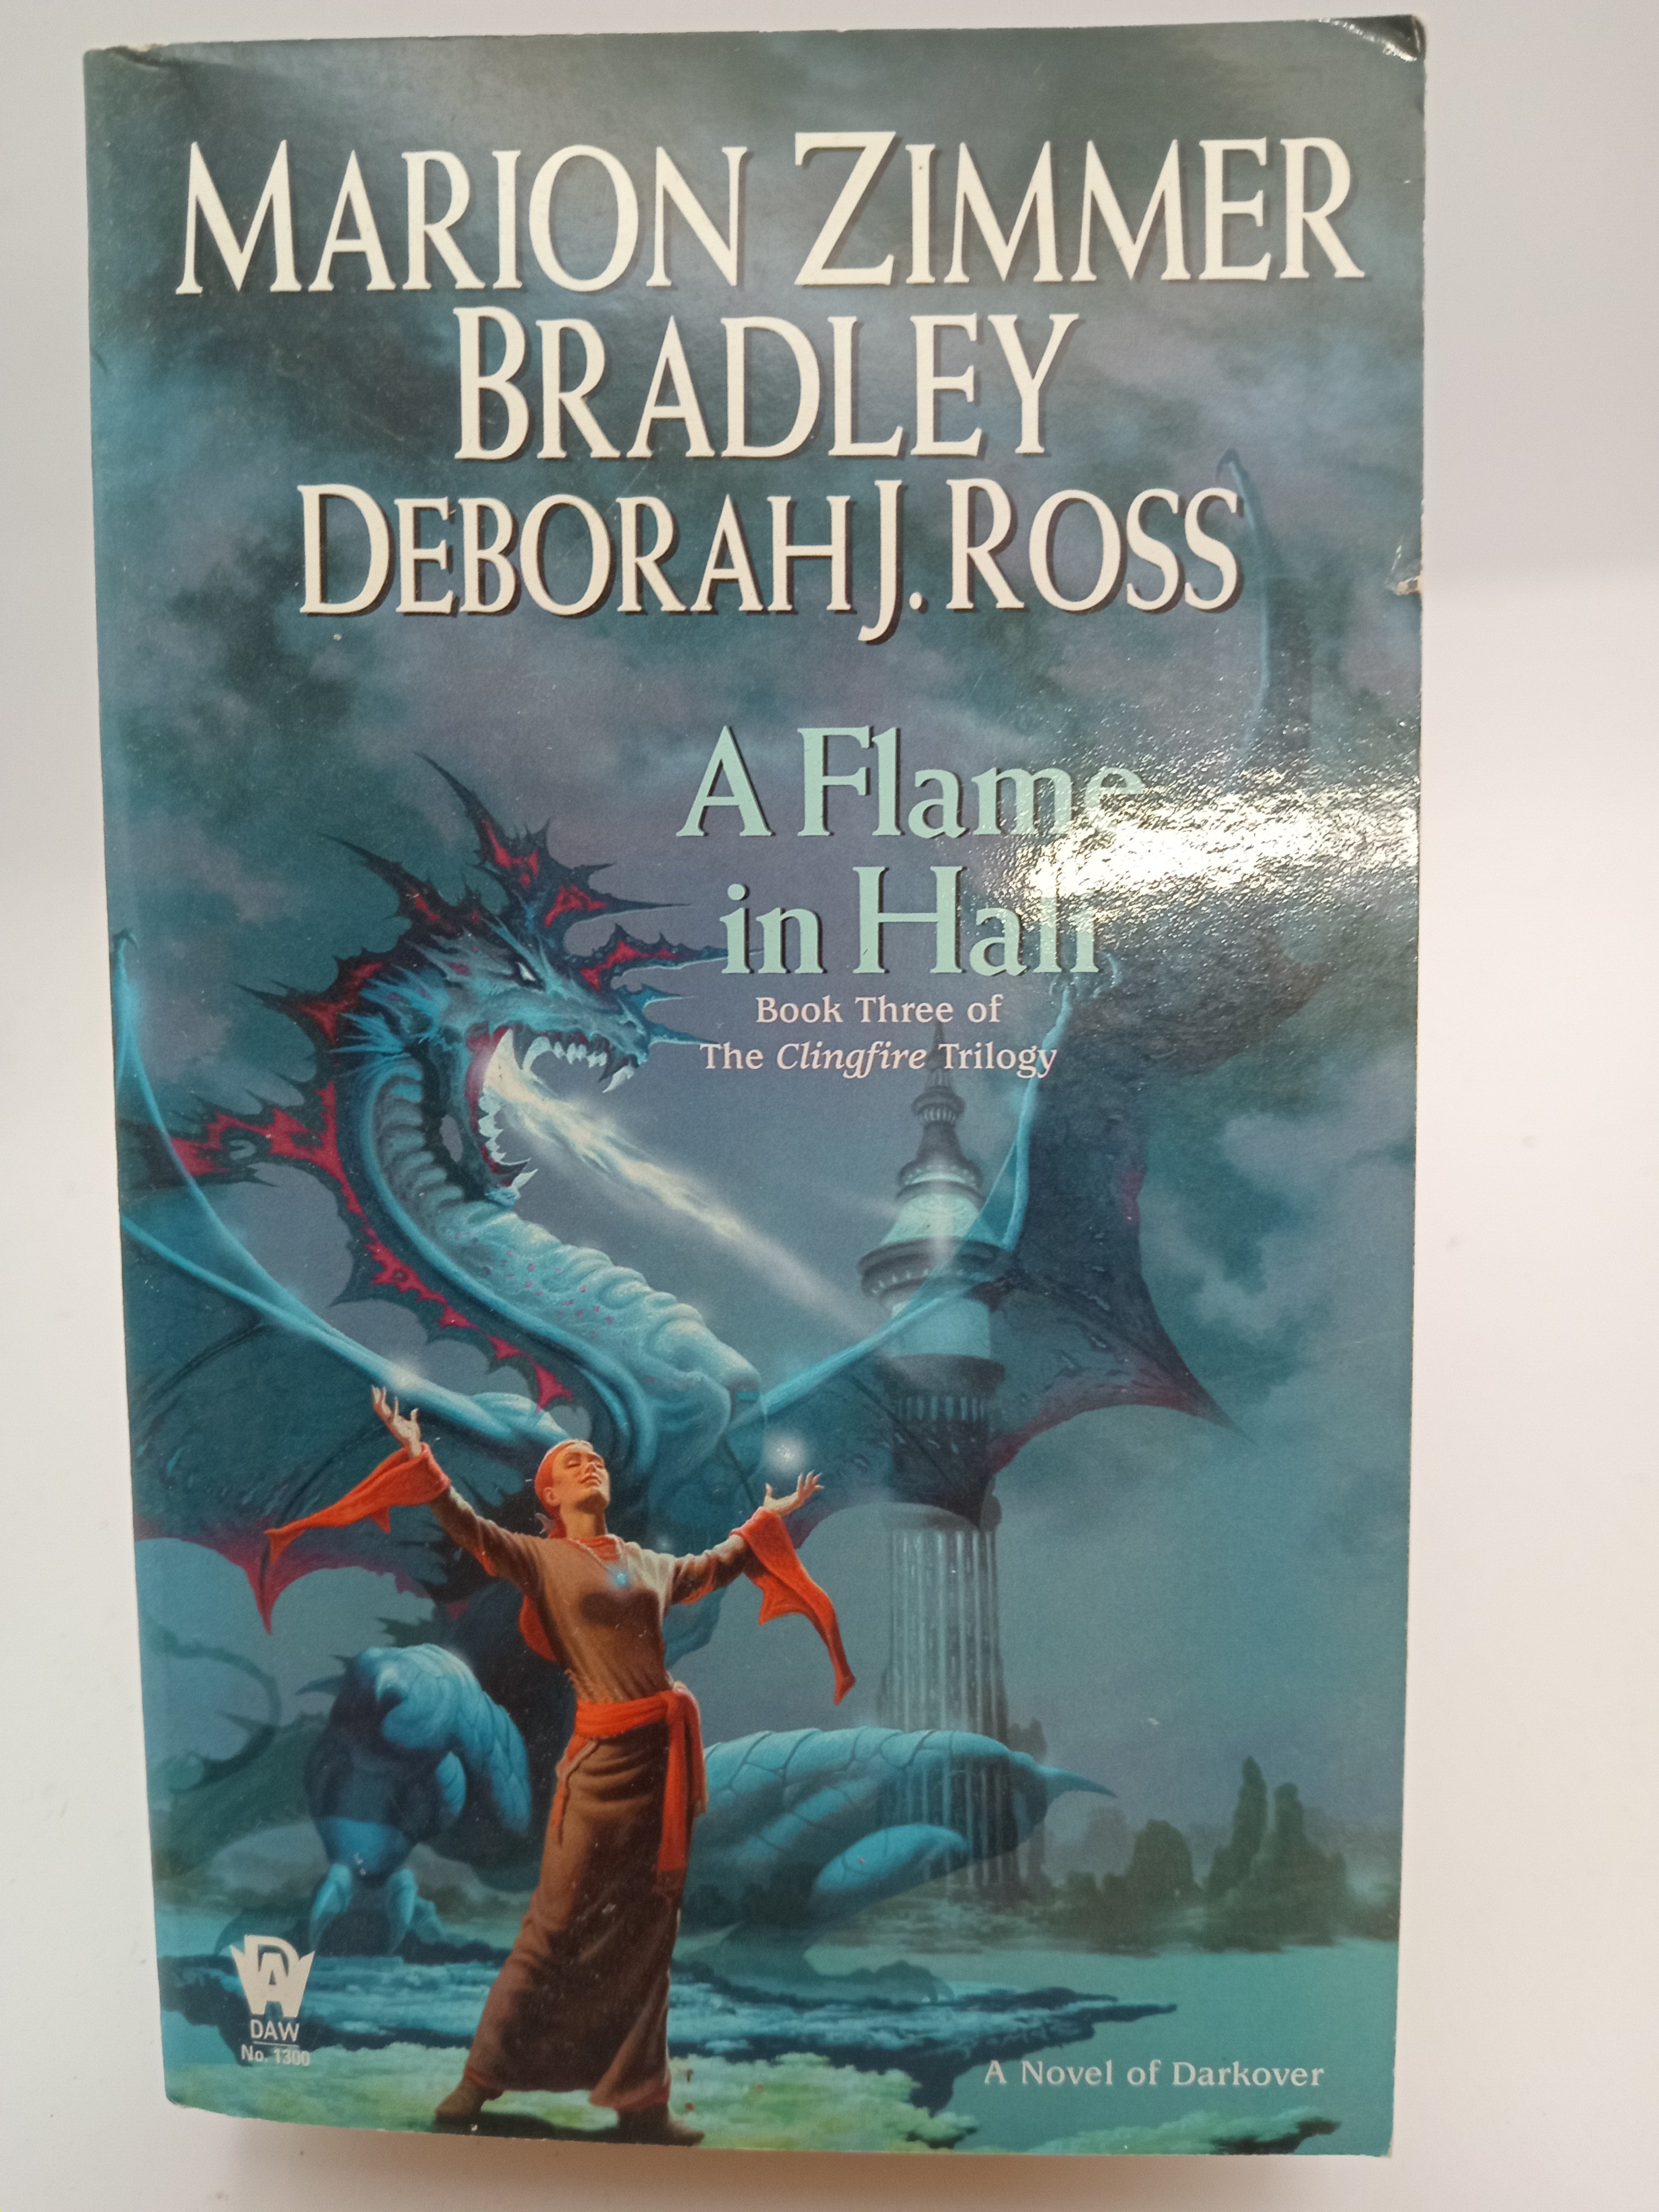 MARION ZIMMER
BRADLEY
DEBORAH J. ROSS
A Flame
in Hali
Book Three of
The Clingfire Trilogy
DAW
DAW
No. 1300
A Novel of Darkover